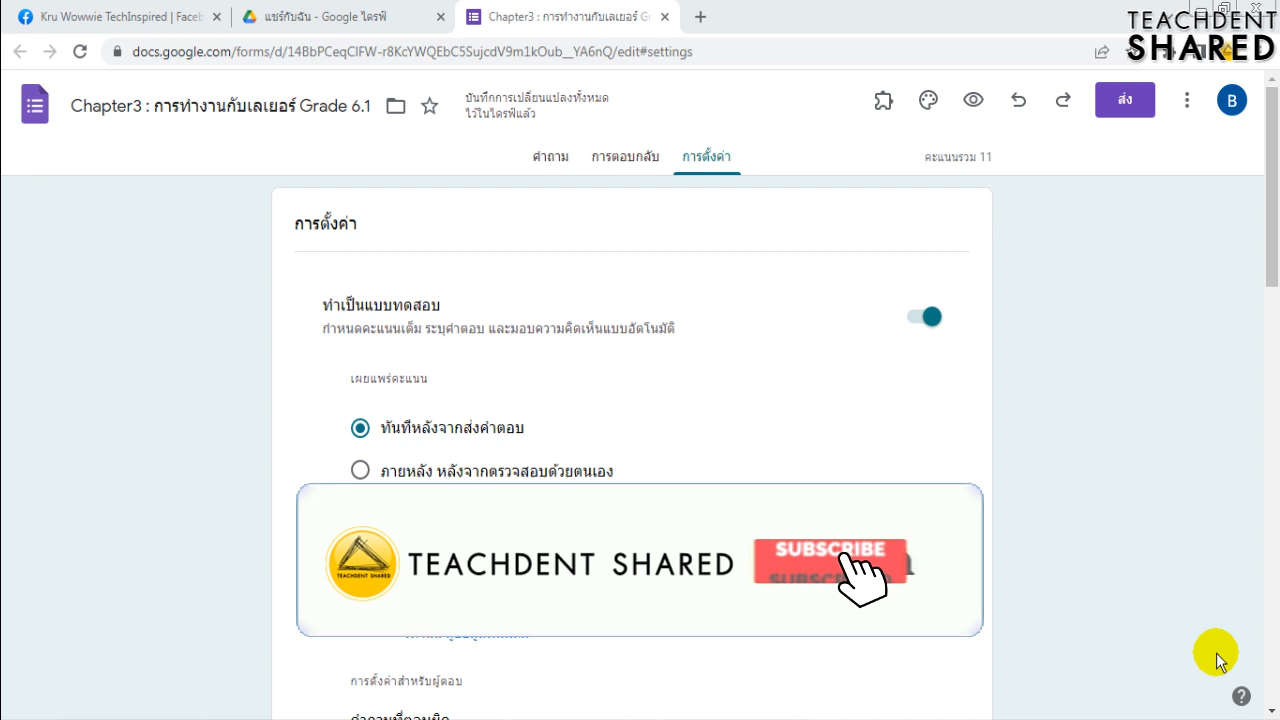 Kru Wowwie TechInspired | Faceb
แชร์กับฉัน - Google ไดรฟ์
Chapter3 : การทำงานกับเลเยอร์ Gr
TEACHDENT
SHARED
docs.google.com/forms/d/14BbPCeqCIFW-r8KcYWQEbC5SujcdV9m1kOub__YA6nQ/edit#settings
Chapter3 : การทำงานกับเลเยอร์ Grade 6.1
บันทึกการเปลี่ยนแปลงทั้งหมด
ไว้ในไดรฟ์แล้ว
ส่ง
B
คำถาม
การตอบกลับ
การตั้งค่า
คะแนนรวม 11
การตั้งค่า
ทำเป็นแบบทดสอบ
กำหนดคะแนนเต็ม ระบุคำตอบ และมอบความคิดเห็นแบบอัตโนมัติ
เผยแพร่คะแนน
ทันทีหลังจากส่งคำตอบ
ภายหลัง หลังจากตรวจสอบด้วยตนเอง
TEACHDENT SHARED
TEACHDENT SHARED
SUBSCRIBE
การตั้งค่าสำหรับผู้ตอบ
คำถามที่ตอบผิด